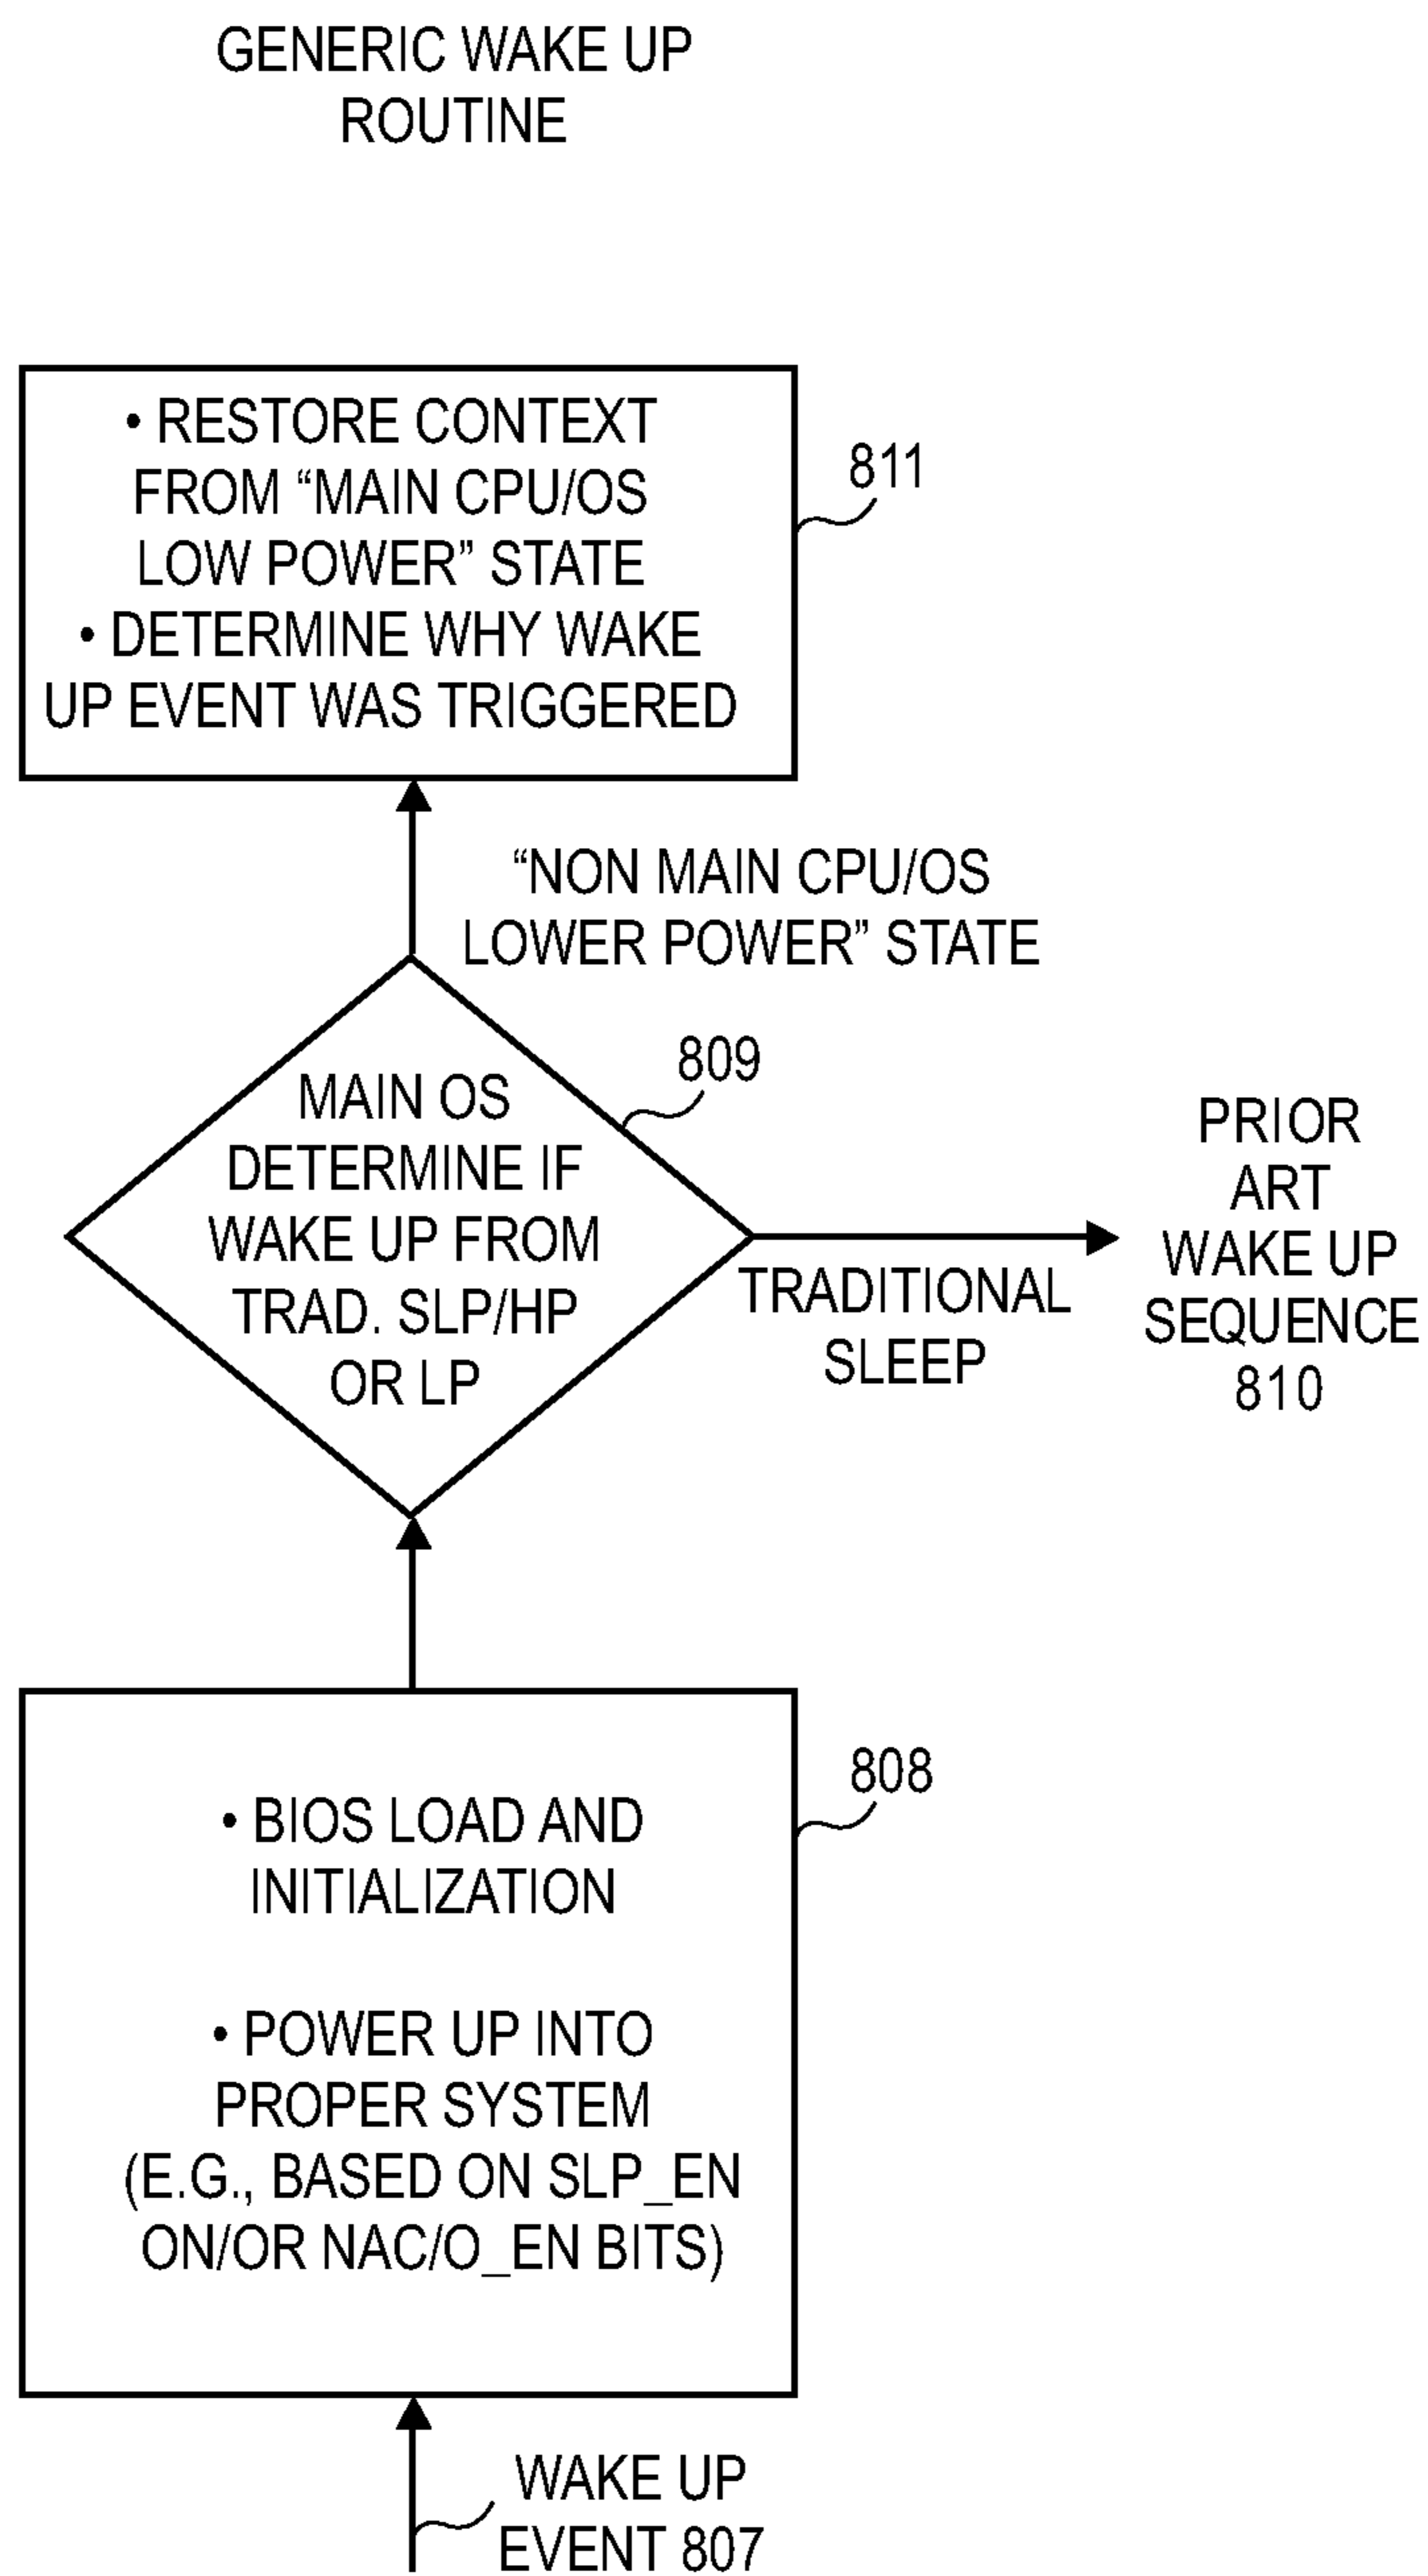 GENERIC WAKE UP
ROUTINE
• RESTORE CONTEXT
FROM “MAIN CPU/OS
LOW POWER” STATE
• DETERMINE WHY WAKE
UP EVENT WAS TRIGGERED
811
“NON MAIN CPU/OS
LOWER POWER” STATE
809
MAIN OS
DETERMINE IF
WAKE UP FROM
TRAD. SLP/HP
OR LP
TRADITIONAL
SLEEP
PRIOR
ART
WAKE UP
SEQUENCE
810
808
• BIOS LOAD AND
INITIALIZATION
• POWER UP INTO
PROPER SYSTEM
(E.G., BASED ON SLP_EN
ON/OR NAC/O_EN BITS)
WAKE UP
EVENT 807